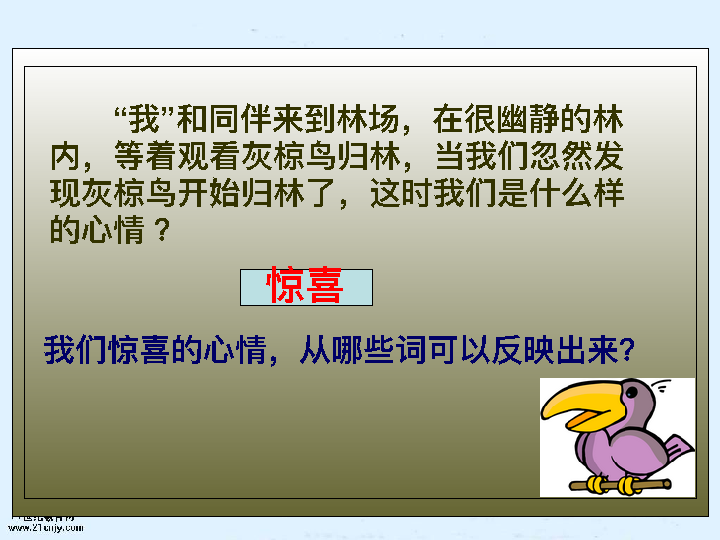 “我”和同伴来到林场，在很幽静的林
内，等着观看灰椋鸟归林，当我们忽然发
现灰椋鸟开始归林了，这时我们是什么样
的心情？
惊喜
我们惊喜的心情，从哪些词可以反映出来？
www.21cnjy.com